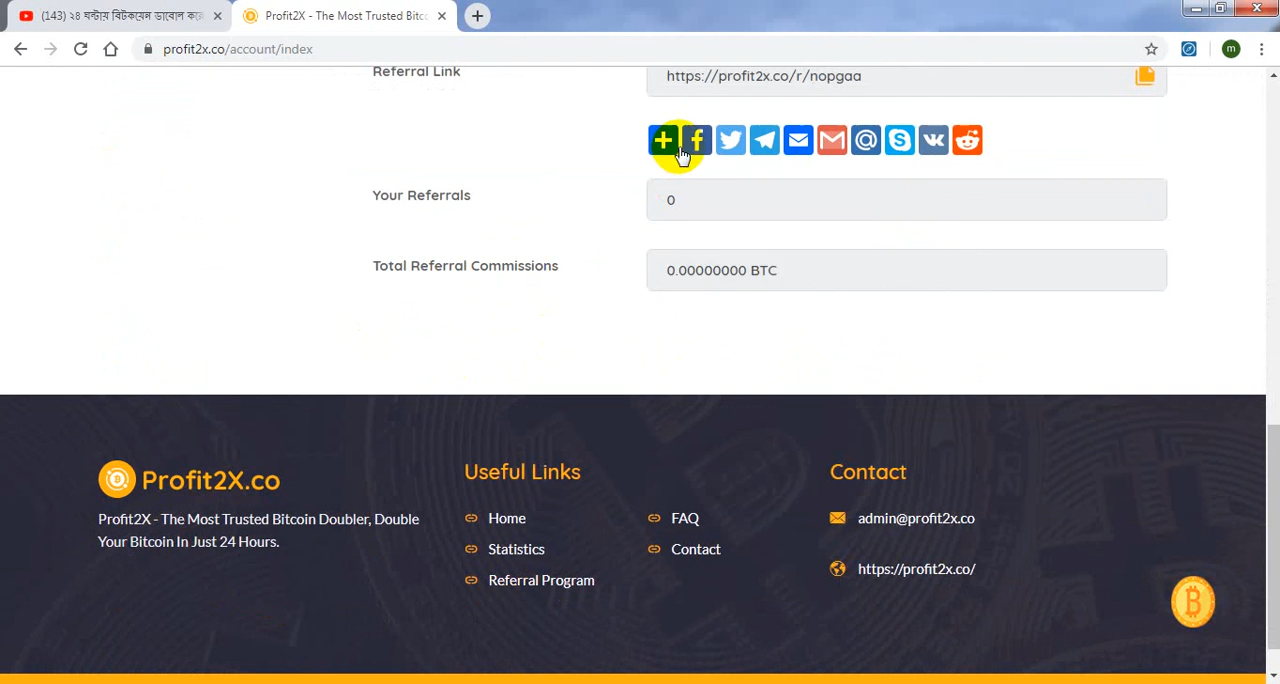 (143) ২৪ ঘন্টায় বিটকয়েন ডাবোল করে
Profit2X - The Most Trusted Bitc
profit2x.co/account/index
m
Referral Link
https://profit2x.co/r/nopgaa
Your Referrals
0
Total Referral Commissions
0.00000000 BTC
Profit2X.co
Profit2X - The Most Trusted Bitcoin Doubler, Double
Your Bitcoin In Just 24 Hours.
Useful Links
Home
FAQ
Statistics
Contact
Referral Program
Contact
admin@profit2x.co
https://profit2x.co/